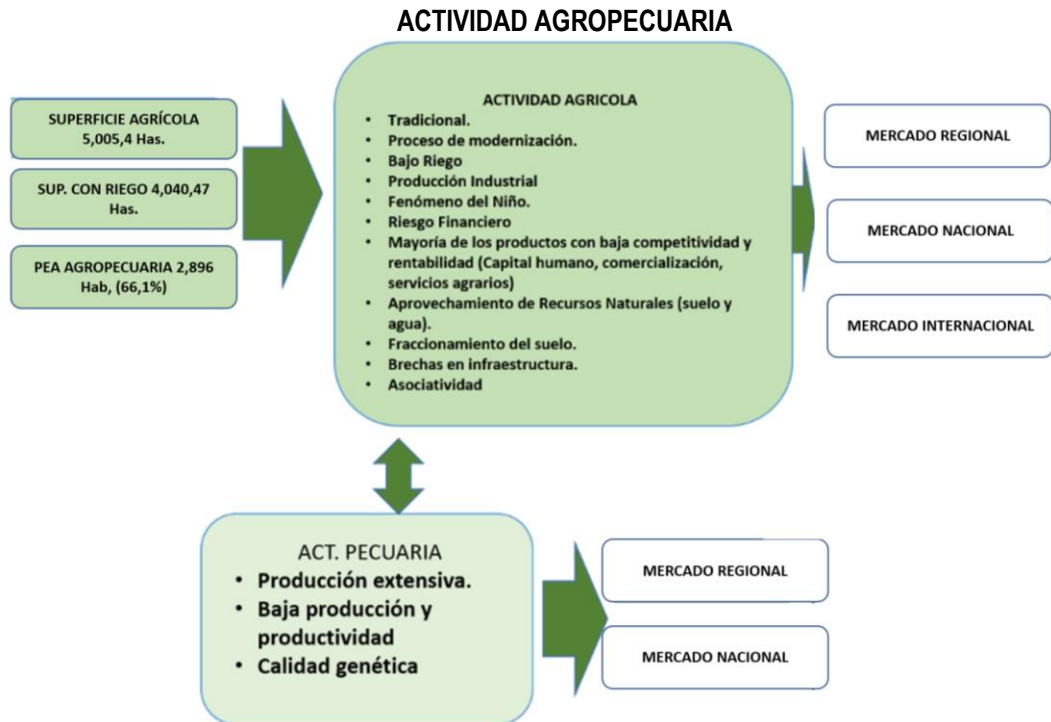 ACTIVIDAD AGROPECUARIA
SUPERFICIE AGRÍCOLA
5,005,4 Has.
SUP. CON RIEGO 4,040,47
Has.
PEA AGROPECUARIA 2,896
Hab, (66,1%)
ACTIVIDAD AGRICOLA
• Tradicional.
• Proceso de modernización.
• Bajo Riego
• Producción Industrial
• Fenómeno del Niño.
• Riesgo Financiero
• Mayoría de los productos con baja competitividad y
rentabilidad (Capital humano, comercialización,
servicios agrarios)
• Aprovechamiento de Recursos Naturales (suelo y
agua).
• Fraccionamiento del suelo.
• Brechas en infraestructura.
• Asociatividad
MERCADO REGIONAL
MERCADO NACIONAL
MERCADO INTERNACIONAL
ACT. PECUARIA
• Producción extensiva.
• Baja producción y
productividad
• Calidad genética
MERCADO REGIONAL
MERCADO NACIONAL